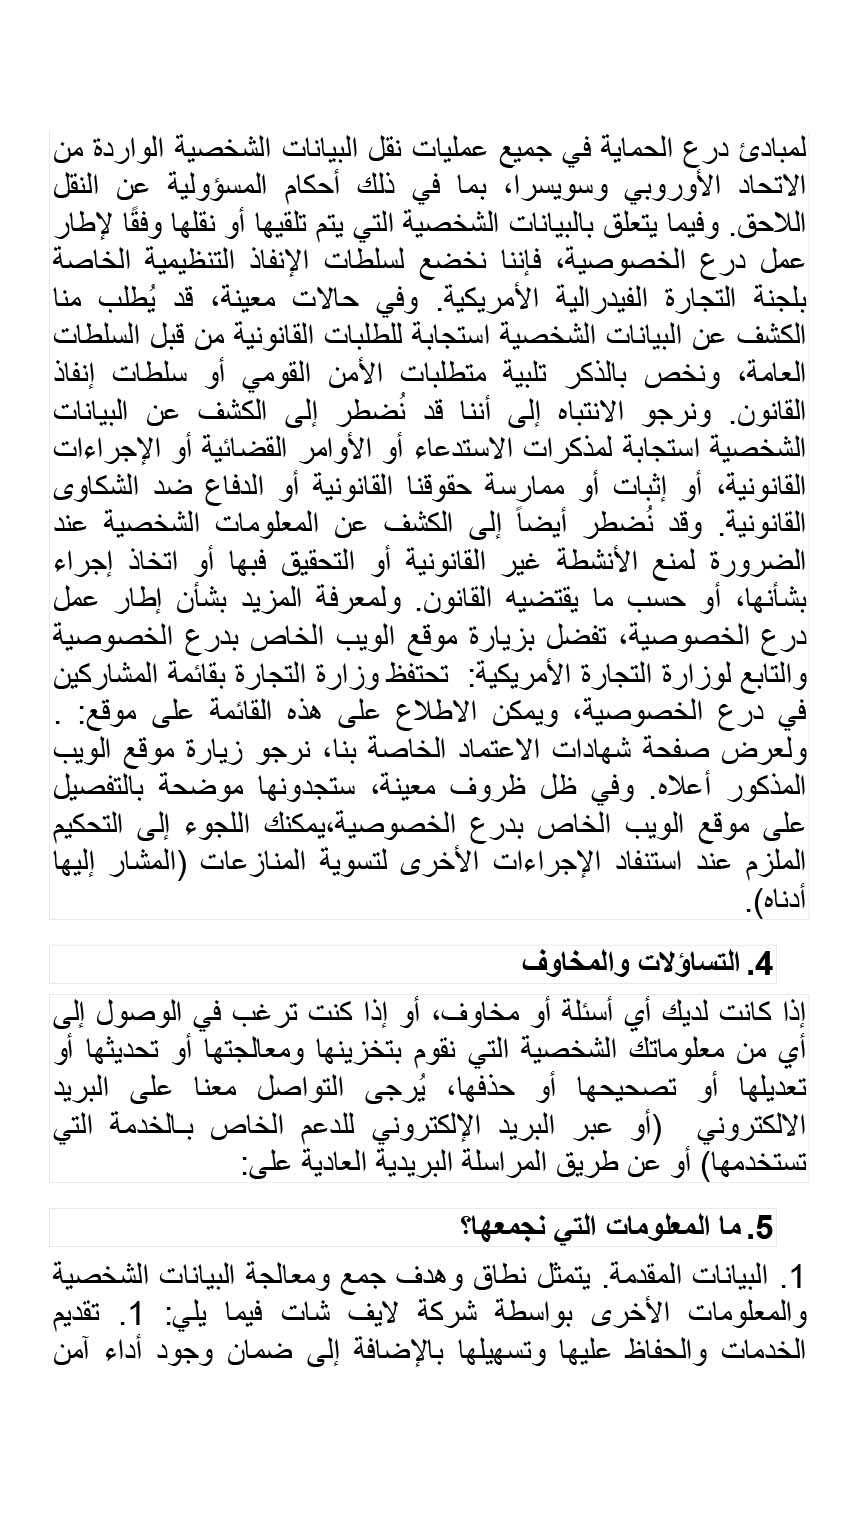 لمبادئ درع الحماية في جميع عمليات نقل البيانات الشخصية الواردة من
الاتحاد الأوروبي وسويسرا، بما في ذلك أحكام المسؤولية عن النقل
اللاحق. وفيما يتعلق بالبيانات الشخصية التي يتم تلقيها أو نقلها وفقًا لإطار
عمل درع الخصوصية، فإننا نخضع لسلطات الإنفاذ التنظيمية الخاصة
بلجنة التجارة الفيدرالية الأمريكية. وفي حالات معينة، قد يُطلب منا
الكشف عن البيانات الشخصية استجابة للطلبات القانونية من قبل السلطات
العامة، ونخص بالذكر تلبية متطلبات الأمن القومي أو سلطات إنفاذ
القانون. ونرجو الانتباه إلى أننا قد نُضطر إلى الكشف عن البيانات
الشخصية استجابة لمذكرات الاستدعاء أو الأوامر القضائية أو الإجراءات
القانونية، أو إثبات أو ممارسة حقوقنا القانونية أو الدفاع ضد الشكاوى
القانونية. وقد نُضطر أيضاً إلى الكشف عن المعلومات الشخصية عند
الضرورة لمنع الأنشطة غير القانونية أو التحقيق فبها أو اتخاذ إجراء
بشأنها، أو حسب ما يقتضيه القانون. ولمعرفة المزيد بشأن إطار عمل
درع الخصوصية، تفضل بزيارة موقع الويب الخاص بدرع الخصوصية
والتابع لوزارة التجارة الأمريكية: تحتفظ وزارة التجارة بقائمة المشاركين
في درع الخصوصية، ويمكن الاطلاع على هذه القائمة على موقع: .
ولعرض صفحة شهادات الاعتماد الخاصة بنا، نرجو زيارة موقع الويب
المذكور أعلاه. وفي ظل ظروف معينة، ستجدونها موضحة بالتفصيل
على موقع الويب الخاص بدرع الخصوصية،يمكنك اللجوء إلى التحكيم
الملزم عند استنفاد الإجراءات الأخرى لتسوية المنازعات (المشار إليها
أدناه).
4. التساؤلات والمخاوف
إذا كانت لديك أي أسئلة أو مخاوف، أو إذا كنت ترغب في الوصول إلى
أي من معلوماتك الشخصية التي نقوم بتخزينها ومعالجتها أو تحديثها أو
تعديلها أو تصحيحها أو حذفها، يُرجى التواصل معنا على البريد
الالكتروني (أو عبر البريد الإلكتروني للدعم الخاص بـالخدمة التي
تستخدمها) أو عن طريق المراسلة البريدية العادية على:
5. ما المعلومات التي نجمعها؟
1. البيانات المقدمة. يتمثل نطاق وهدف جمع ومعالجة البيانات الشخصية
والمعلومات الأخرى بواسطة شركة لايف شات فيما يلي: 1. تقديم
الخدمات والحفاظ عليها وتسهيلها بالإضافة إلى ضمان وجود أداء آمن